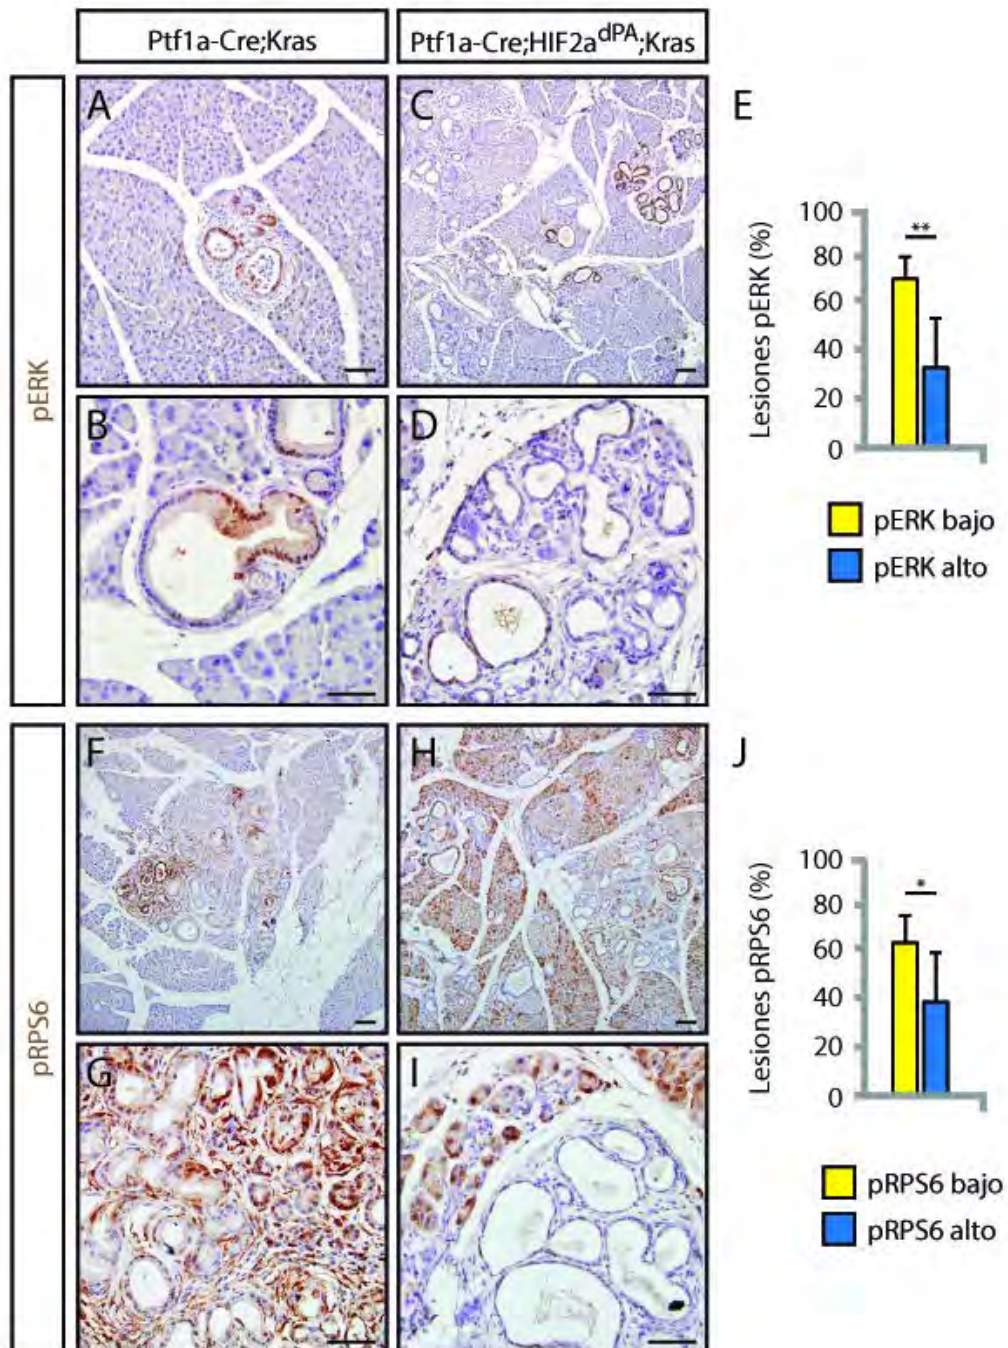 Ptf1a-Cre;Kras
Ptf1a-Cre;HIF2a^dPA;Kras
pERK
A
C
B
D
E
Lesiones pERK (%)
100
80
60
40
20
0
**
pERK bajo
pERK alto
pRPS6
F
H
G
I
J
Lesiones pRPS6 (%)
100
80
60
40
20
0
*
pRPS6 bajo
pRPS6 alto